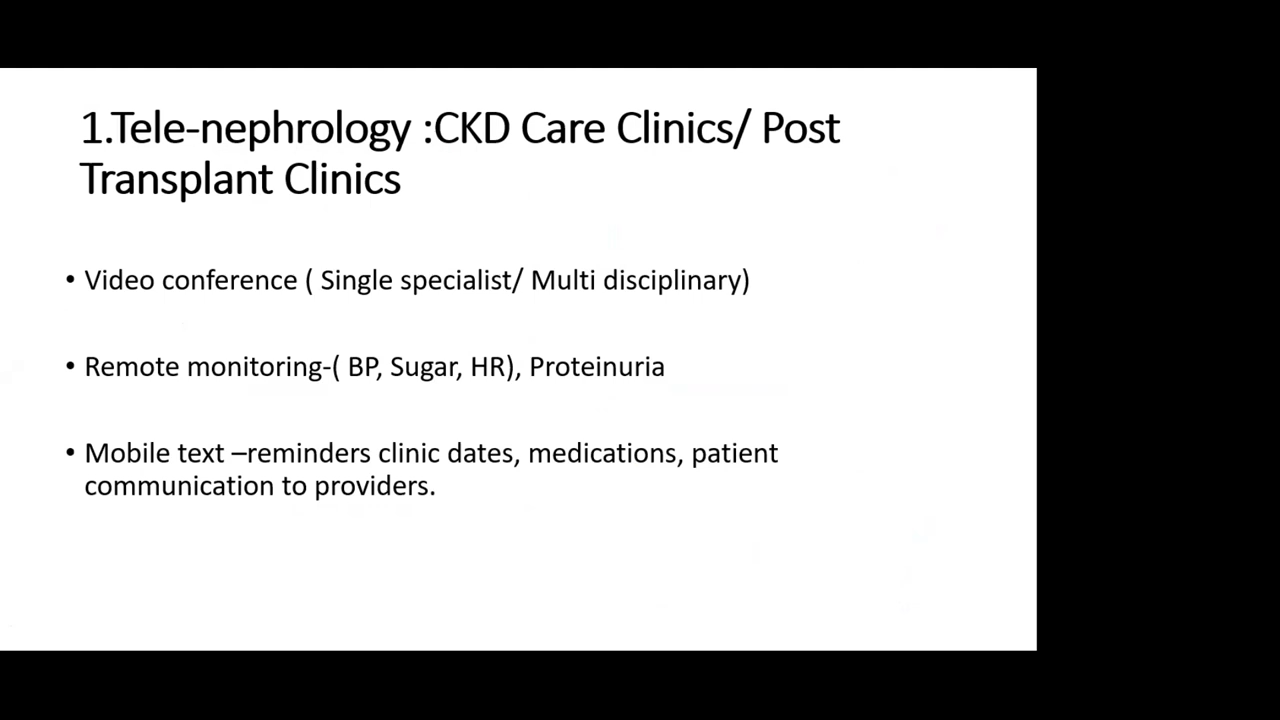 1.Tele-nephrology :CKD Care Clinics/ Post
Transplant Clinics
• Video conference ( Single specialist/ Multi disciplinary)
• Remote monitoring-( BP, Sugar, HR), Proteinuria
• Mobile text –reminders clinic dates, medications, patient
communication to providers.